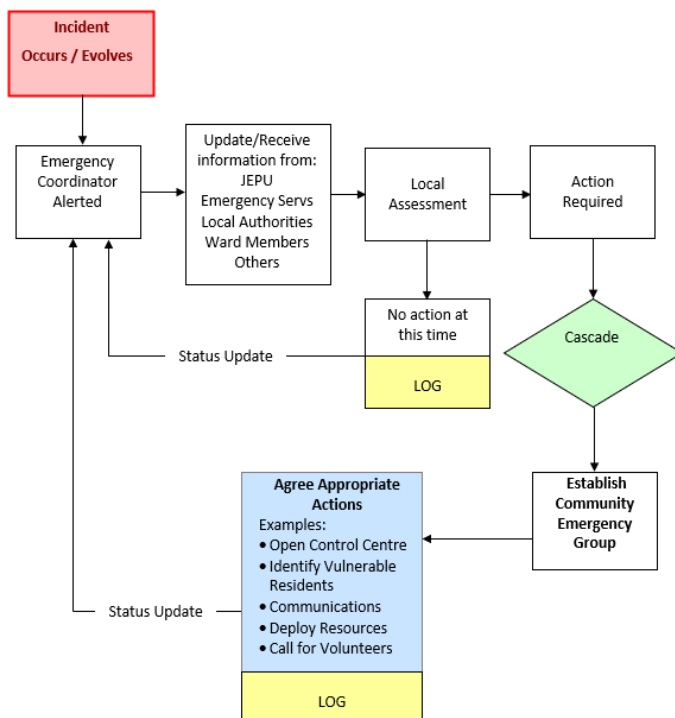 Incident
Occurs / Evolves
Emergency
Coordinator
Alerted
Update/Receive
information from:
JEPU
Emergency Servs
Local Authorities
Ward Members
Others
Local
Assessment
Action
Required
No action at
this time
LOG
Status Update
Cascade
Establish
Community
Emergency
Group
Agree Appropriate
Actions
Examples:
• Open Control Centre
• Identify Vulnerable
Residents
• Communications
• Deploy Resources
• Call for Volunteers
LOG
Status Update